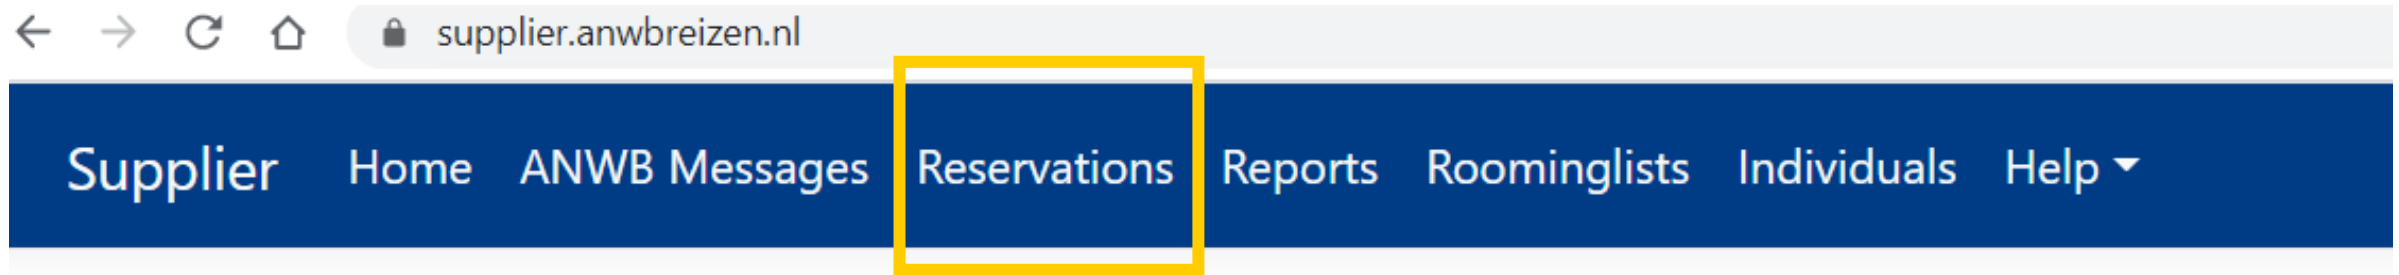 supplier.anwbreizen.nl
Supplier Home ANWB Messages Reservations Reports Roominglists Individuals Help